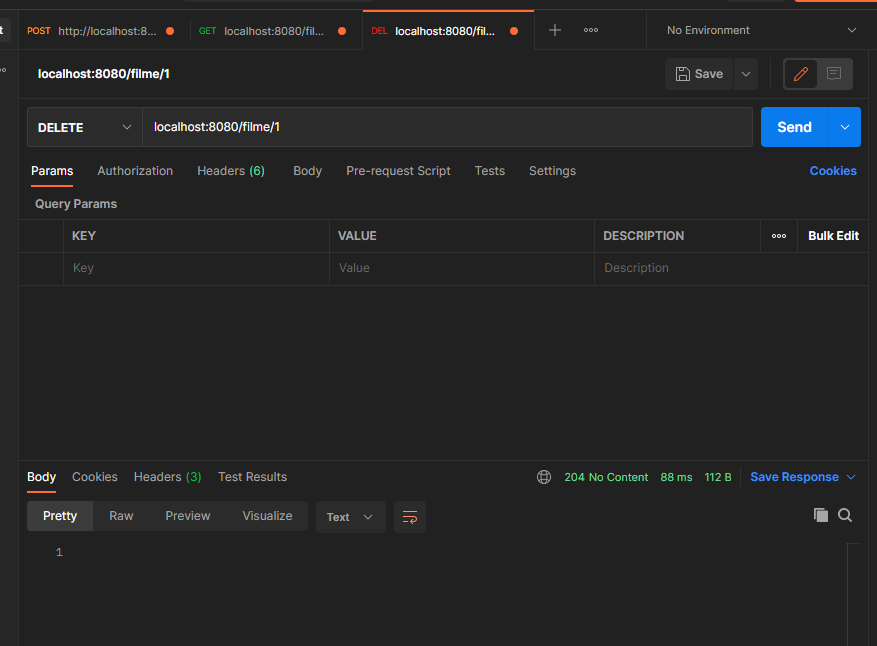 t POST http://localhost:8... GET localhost:8080/fil... DEL localhost:8080/fil... No Environment
localhost:8080/filme/1 Save
DELETE localhost:8080/filme/1 Send
Params Authorization Headers (6) Body Pre-request Script Tests Settings Cookies
Query Params
KEY VALUE DESCRIPTION Bulk Edit
Key Value Description
Body Cookies Headers (3) Test Results 204 No Content 88 ms 112 B Save Response
Pretty Raw Preview Visualize Text
1